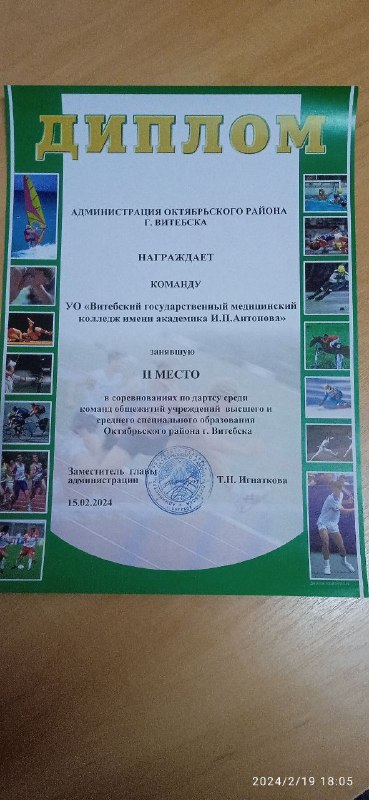 ДИПЛОМ
АДМИНИСТРАЦИЯ ОКТЯБРЬСКОГО РАЙОНА
Г. ВИТЕБСКА
НАГРАЖДАЕТ
КОМАНДУ
УО «Витебский государственный медицинский
колледж имени академика И.П.Антонова»
занявшую
II МЕСТО
в соревнованиях по дартсу среди
команд общежитий учреждений высшего и
среднего специального образования
Октябрьского района г. Витебска
Заместитель главы
администрации
Т.П. Игнаткова
15.02.2024
2024/2/19 18:05